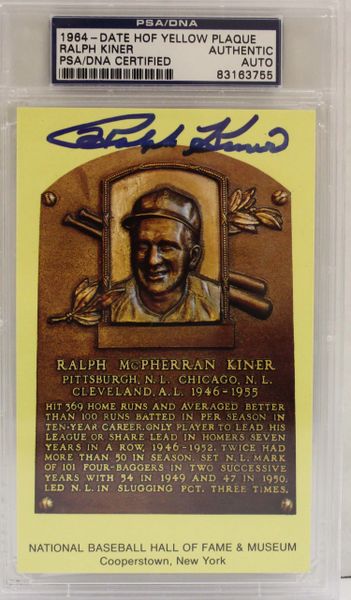 PSA/DNA
1964-DATE HOF YELLOW PLAQUE
RALPH KINER AUTHENTIC
PSA/DNA CERTIFIED AUTO
83163755
Ralph Kiner
RALPH McPHERRAN KINER
PITTSBURGH, N.L. CHICAGO, N.L.
CLEVELAND, A.L. 1946-1955
HIT 369 HOME RUNS AND AVERAGED BETTER
THAN 100 RUNS BATTED IN PER SEASON IN
TEN-YEAR CAREER. ONLY PLAYER TO LEAD HIS
LEAGUE OR SHARE LEAD IN HOMERS SEVEN
YEARS IN A ROW, 1946-1952. TWICE HAD
MORE THAN 50 IN SEASON. SET N.L. MARK
OF 101 FOUR-BAGGERS IN TWO SUCCESSIVE
YEARS WITH 54 IN 1949 AND 47 IN 1950.
LED N.L. IN SLUGGING PCT. THREE TIMES.
NATIONAL BASEBALL HALL OF FAME & MUSEUM
Cooperstown, New York